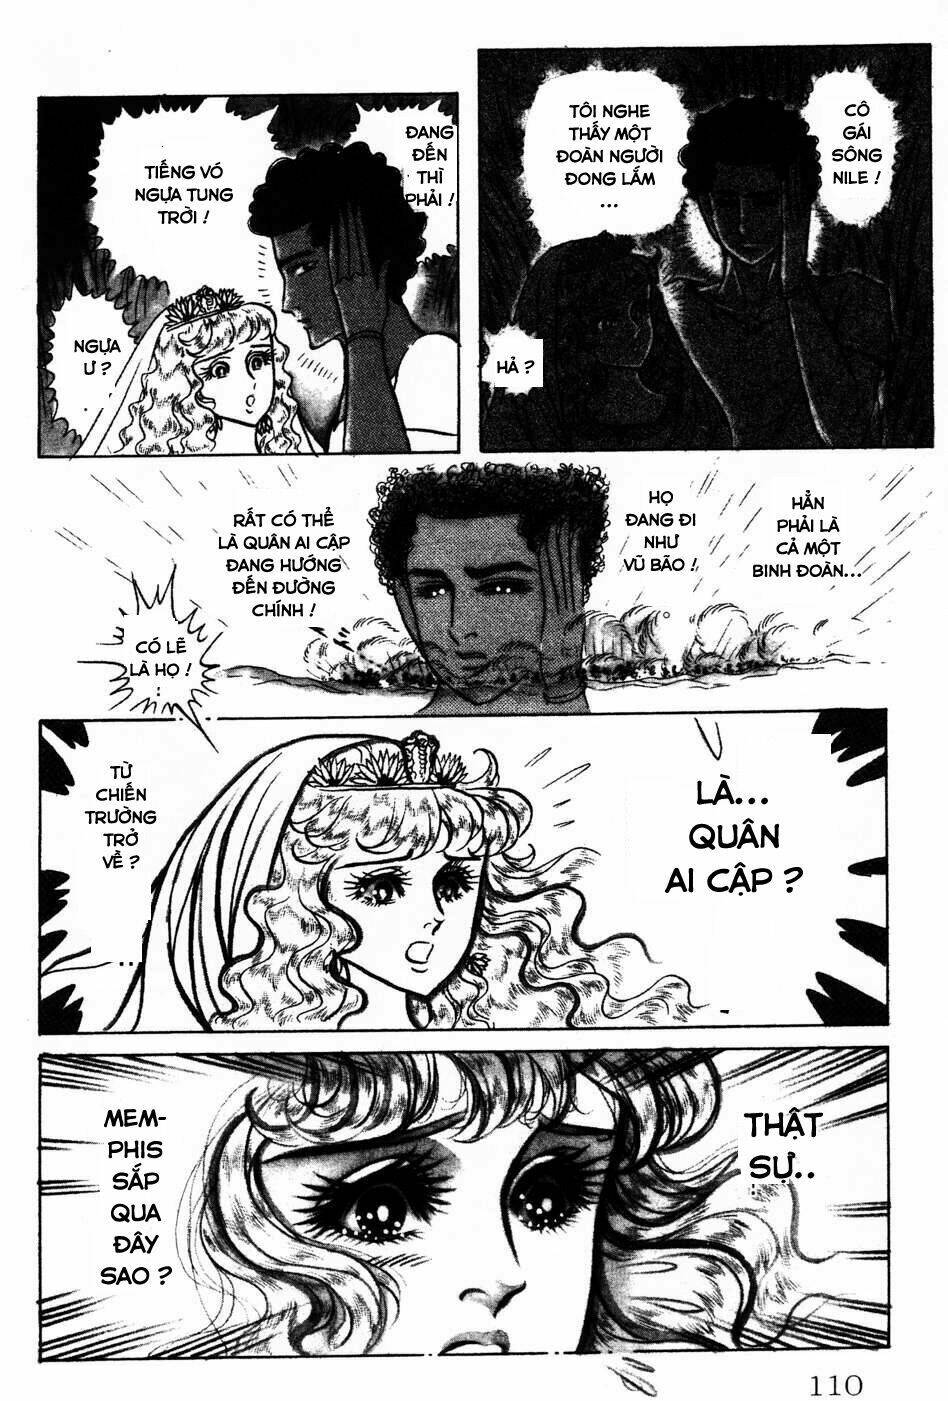 CÔ
GÁI
SÔNG
NILE !
TÔI NGHE
THẤY MỘT
ĐOÀN NGƯỜI
ĐONG LẮM
...
HẢ ?
ĐANG
ĐẾN
THÌ
PHẢI !
TIẾNG VÓ
NGỰA TUNG
TRỜI !
NGỰA
Ư ?
HẲN
PHẢI LÀ
CẢ MỘT
BINH ĐOÀN...
HỌ
ĐANG ĐI
NHƯ
VŨ BÃO !
RẤT CÓ THỂ
LÀ QUÂN AI CẬP
ĐANG HƯỚNG
ĐẾN ĐƯỜNG
CHÍNH !
CÓ LẼ
LÀ HỌ !
LÀ...
QUÂN
AI CẬP ?
TỪ
CHIẾN
TRƯỜNG
TRỞ
VỀ ?
...
THẬT
SỰ..
MEM-
PHIS
SẮP
QUA
ĐÂY
SAO ?
110